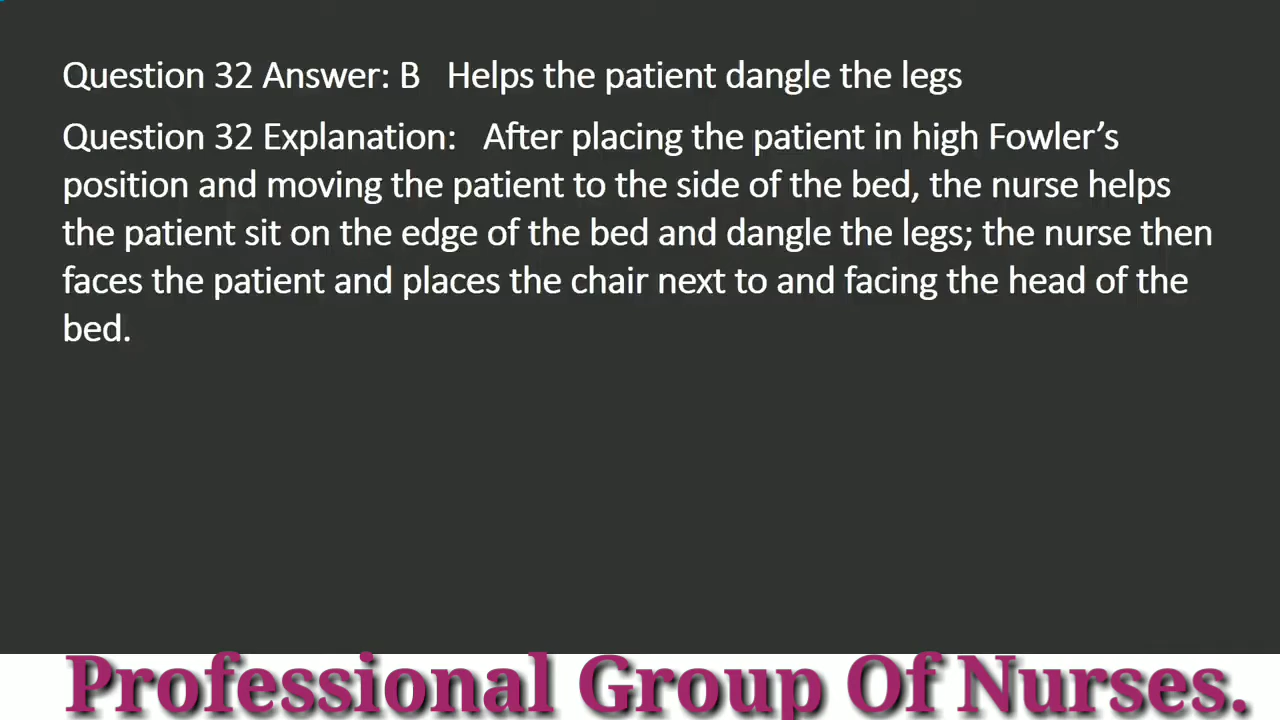 Question 32 Answer: B   Helps the patient dangle the legs
Question 32 Explanation:   After placing the patient in high Fowler’s
position and moving the patient to the side of the bed, the nurse helps
the patient sit on the edge of the bed and dangle the legs; the nurse then
faces the patient and places the chair next to and facing the head of the
bed.
Professional Group Of Nurses.